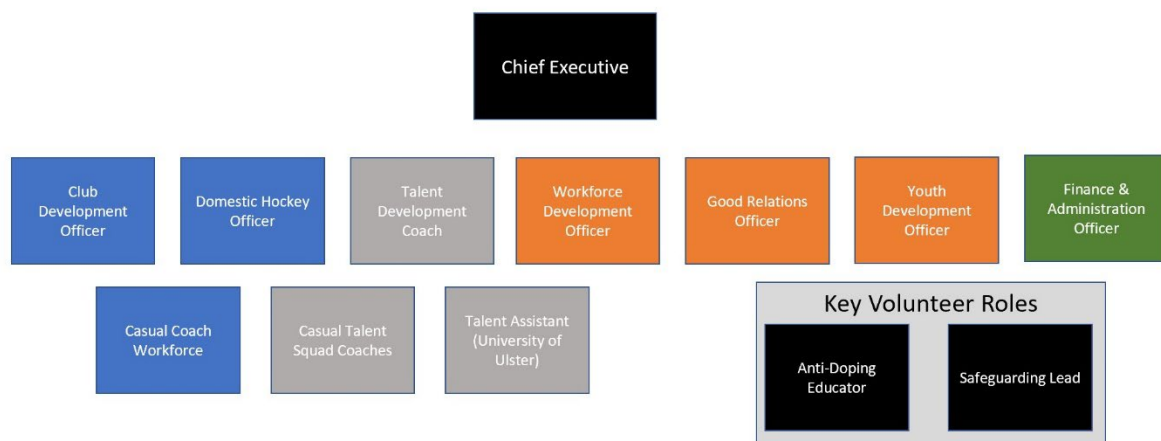 Chief Executive
Club
Development
Officer
Domestic Hockey
Officer
Talent
Development
Coach
Workforce
Development
Officer
Good Relations
Officer
Youth
Development
Officer
Finance &
Administration
Officer
Casual Coach
Workforce
Casual Talent
Squad Coaches
Talent Assistant
(University of
Ulster)
Key Volunteer Roles
Anti-Doping
Educator
Safeguarding Lead